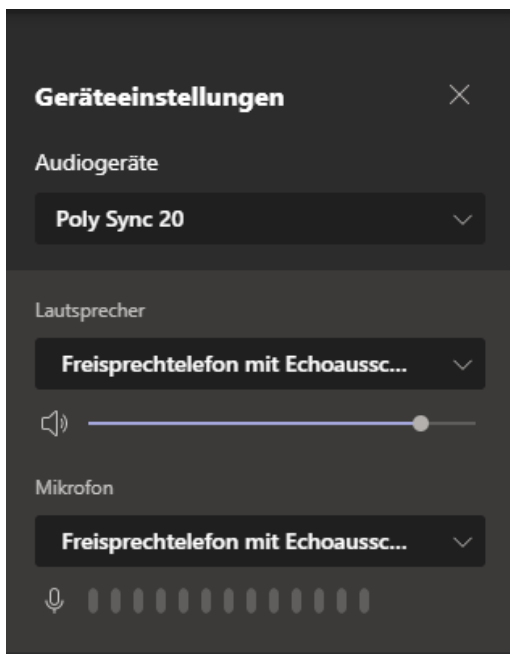 Geräteeinstellungen
Audiogeräte
Poly Sync 20
Lautsprecher
Freisprechtelefon mit Echoaussc...
Mikrofon
Freisprechtelefon mit Echoaussc...